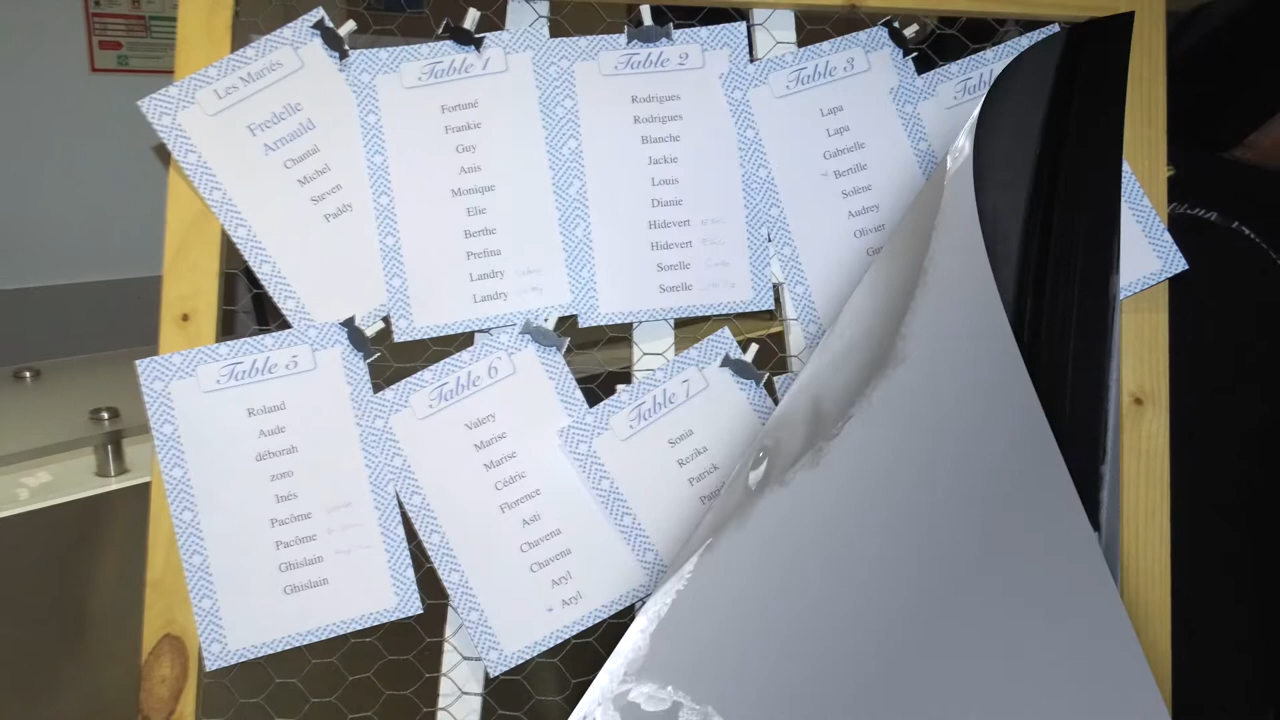 Les Mariés
Fredelle
Arnauld
Chantal
Michel
Steven
Paddy
Table 1
Fortuné
Frankie
Guy
Anis
Monique
Elie
Berthe
Prefina
Landry
Landry
Table 2
Rodrigues
Rodrigues
Blanche
Jackie
Louis
Dianie
Hidevert
Hidevert
Sorelle
Sorelle
Table 3
Lapa
Lapa
Gabrielle
Bertille
Solène
Audrey
Olivier
Table 5
Roland
Aude
déborah
zoro
Inés
Pacôme
Pacôme
Ghislain
Ghislain
Table 6
Valery
Marise
Marise
Cédric
Florence
Asti
Chavena
Chavena
Aryl
Aryl
Table 7
Sonia
Rezika
Patrick